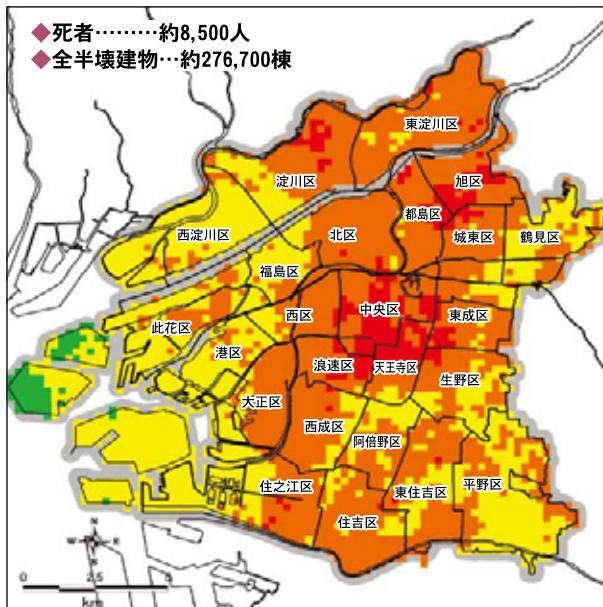 ◆死者………約8,500人
◆全半壊建物…約276,700棟
東淀川区
淀川区
旭区
都島区
西淀川区
北区
城東区
鶴見区
福島区
中央区
西区
東成区
此花区
港区
浪速区
天王寺区
生野区
大正区
西成区
阿倍野区
住之江区
東住吉区
平野区
住吉区
N
W E
S
0 2.5 5
km